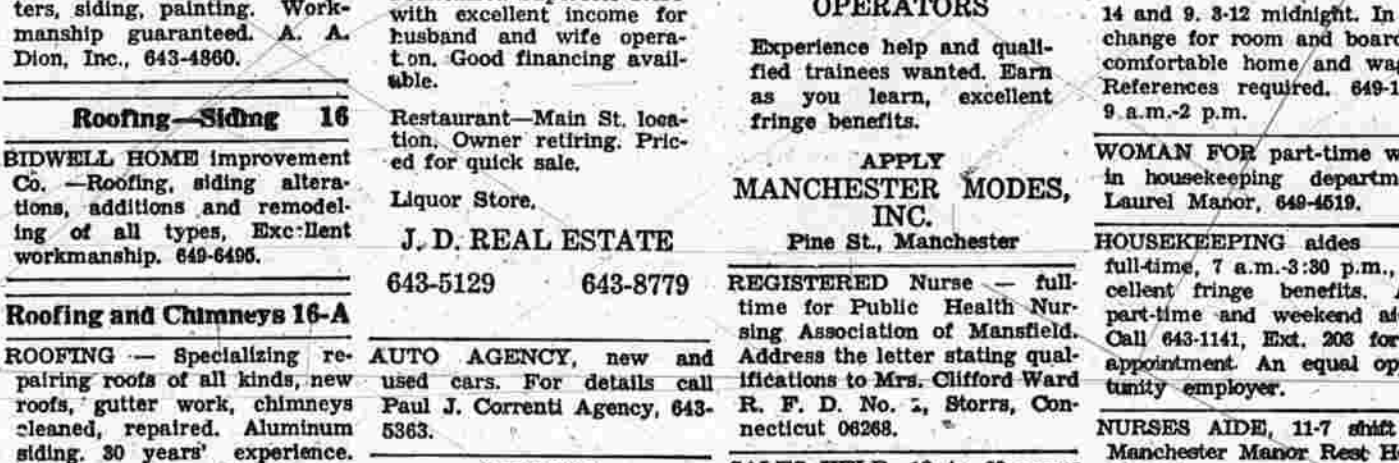 ters, siding, painting. Work-
manship guaranteed. A. A.
Dion, Inc., 643-4860.
Roofing—Siding 16
BIDWELL HOME improvement
Co. —Roofing, siding altera-
tions, additions and remodel-
ing of all types, Excellent
workmanship. 649-6495.
Roofing and Chimneys 16-A
ROOFING — Specializing re-
pairing roofs of all kinds, new
roofs, gutter work, chimneys
cleaned, repaired. Aluminum
siding. 30 years' experience.
with excellent income for
husband and wife opera-
tion. Good financing avail-
able.
Restaurant—Main St. loca-
tion. Owner retiring. Pric-
ed for quick sale.
Liquor Store.
J. D. REAL ESTATE
643-5129 643-8779
AUTO AGENCY, new and
used cars. For details call
Paul J. Correnti Agency, 643-
5363.
OPERATORS
Experience help and quali-
fied trainees wanted. Earn
as you learn, excellent
fringe benefits.
APPLY
MANCHESTER MODES,
INC.
Pine St., Manchester
REGISTERED Nurse — full-
time for Public Health Nur-
sing Association of Mansfield.
Address the letter stating qual-
ifications to Mrs. Clifford Ward
R. F. D. No. Storrs, Con-
necticut 06268.
14 and 9. 3-12 midnight. In
change for room and board
comfortable home and wa
References required. 649-1
9 a.m.-2 p.m.
WOMAN FOR part-time w
in housekeeping departm
Laurel Manor, 649-4519.
HOUSEKEEPING aides
full-time, 7 a.m.-3:30 p.m.,
cellent fringe benefits.
part-time and weekend ai
Call 643-1141, Ext. 203 for
appointment. An equal op
tunity employer.
NURSES AIDE, 11-7 shift
Manchester Manor Rest H